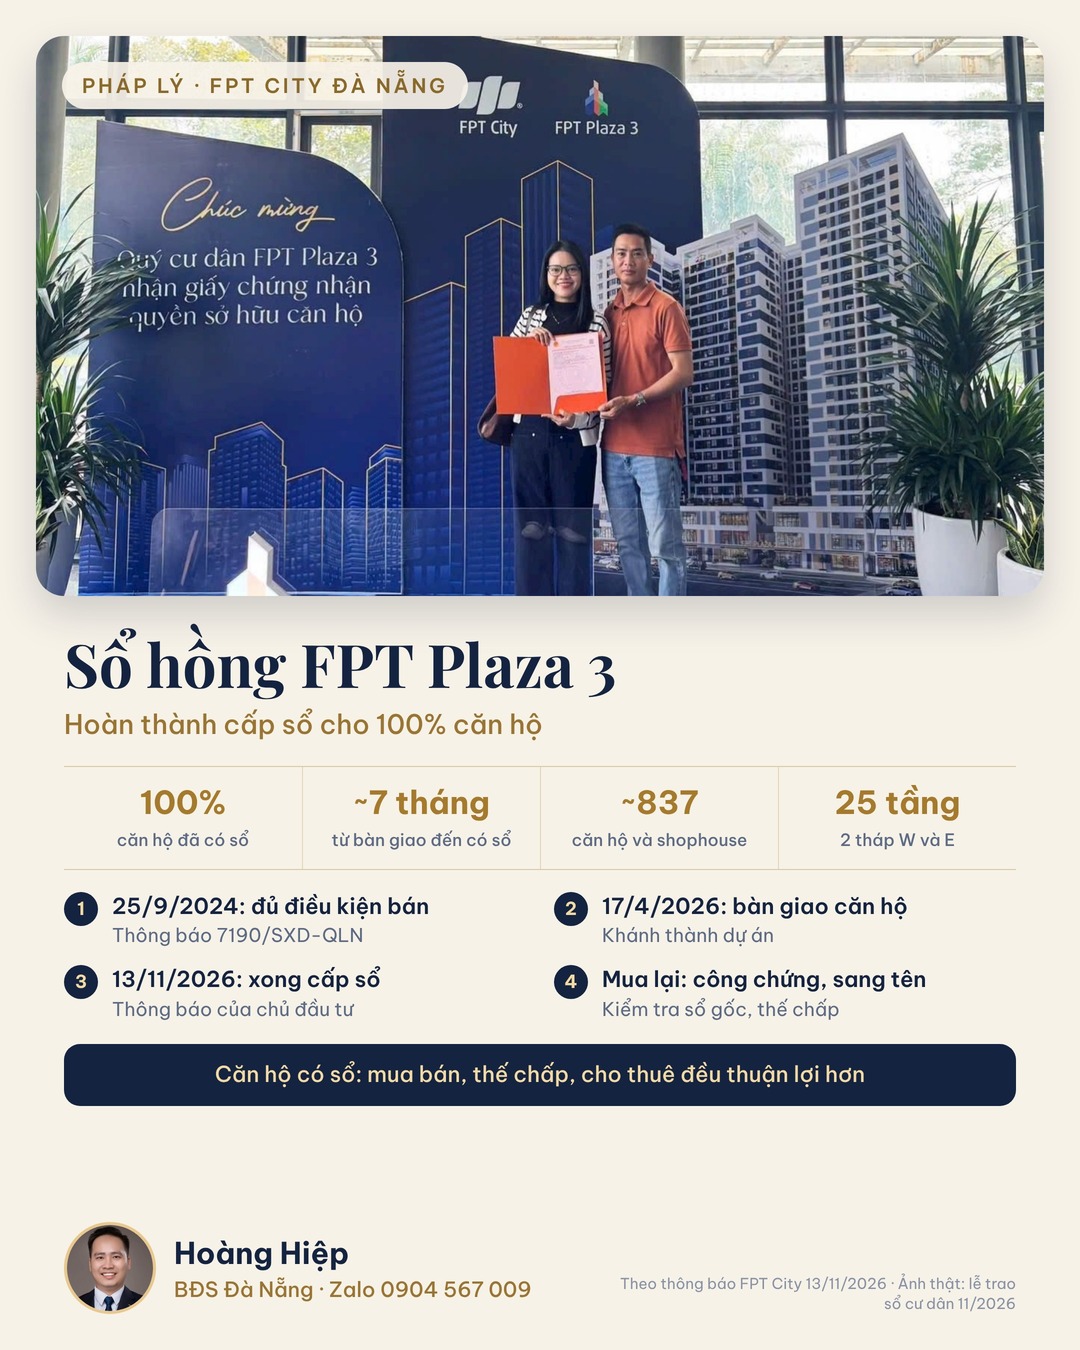 PHÁP LÝ · FPT CITY ĐÀ NẴNG
FPT City
FPT Plaza 3
Chúc mừng
Quý cư dân FPT Plaza 3
nhận giấy chứng nhận
quyền sở hữu căn hộ
Sổ hồng FPT Plaza 3
Hoàn thành cấp sổ cho 100% căn hộ
100%
căn hộ đã có sổ
~7 tháng
từ bàn giao đến có sổ
~837
căn hộ và shophouse
25 tầng
2 tháp W và E
1 25/9/2024: đủ điều kiện bán
Thông báo 7190/SXD-QLN
2 17/4/2026: bàn giao căn hộ
Khánh thành dự án
3 13/11/2026: xong cấp sổ
Thông báo của chủ đầu tư
4 Mua lại: công chứng, sang tên
Kiểm tra sổ gốc, thế chấp
Căn hộ có sổ: mua bán, thế chấp, cho thuê đều thuận lợi hơn
Hoàng Hiệp
BĐS Đà Nẵng · Zalo 0904 567 009
Theo thông báo FPT City 13/11/2026 · Ảnh thật: lễ trao
sổ cư dân 11/2026